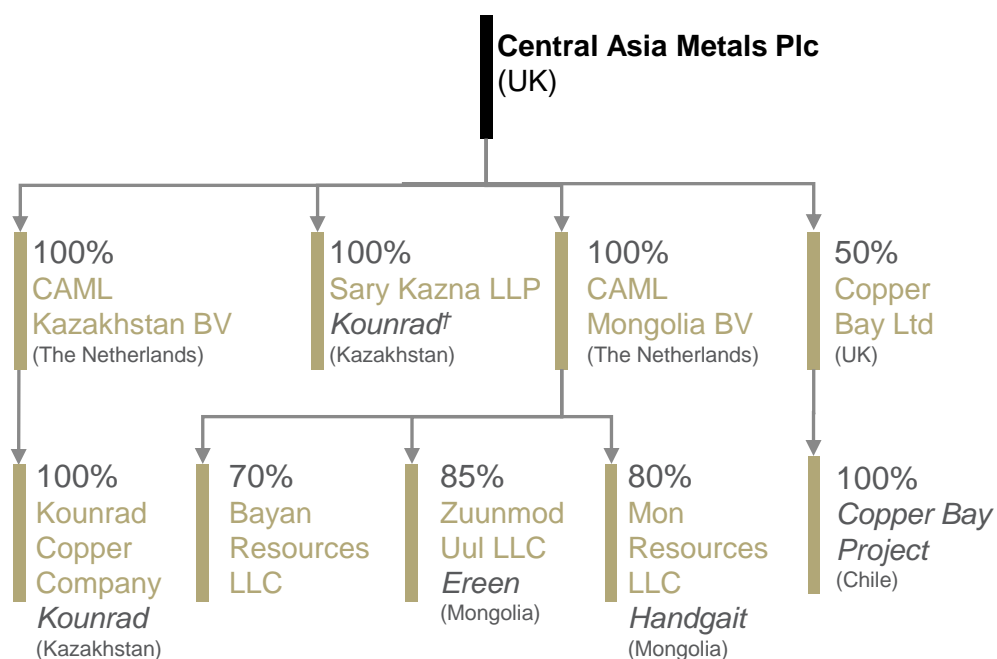 Central Asia Metals Plc
(UK)
100%
CAML
Kazakhstan BV
(The Netherlands)
100%
Sary Kazna LLP
Kounrad†
(Kazakhstan)
100%
CAML
Mongolia BV
(The Netherlands)
50%
Copper
Bay Ltd
(UK)
100%
Kounrad
Copper
Company
Kounrad
(Kazakhstan)
70%
Bayan
Resources
LLC
85%
Zuunmod
Uul LLC
Ereen
(Mongolia)
80%
Mon
Resources
LLC
Handgait
(Mongolia)
100%
Copper Bay
Project
(Chile)